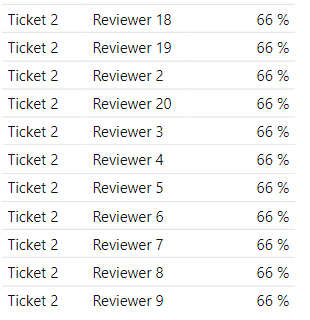 Ticket 2 Reviewer 18 66 %
Ticket 2 Reviewer 19 66 %
Ticket 2 Reviewer 2 66 %
Ticket 2 Reviewer 20 66 %
Ticket 2 Reviewer 3 66 %
Ticket 2 Reviewer 4 66 %
Ticket 2 Reviewer 5 66 %
Ticket 2 Reviewer 6 66 %
Ticket 2 Reviewer 7 66 %
Ticket 2 Reviewer 8 66 %
Ticket 2 Reviewer 9 66 %